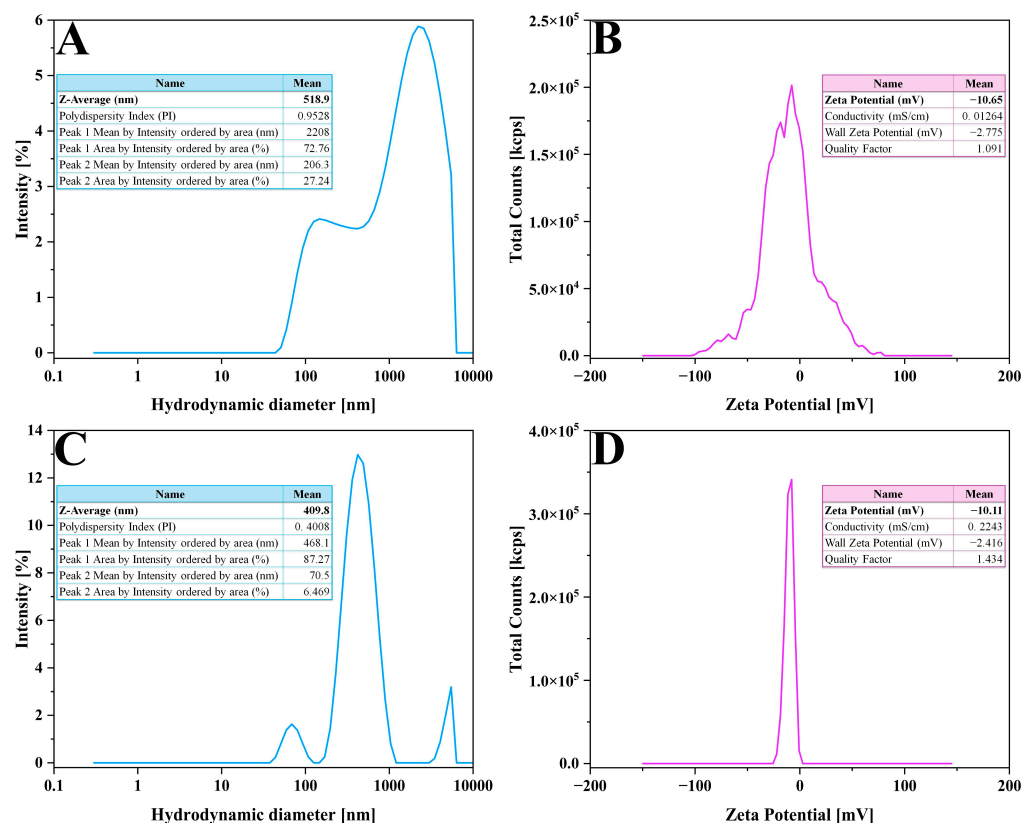 A
6
5
4
3
2
1
0
Intensity [%]
Name Mean
Z-Average (nm) 518.9
Polydispersity Index (PI) 0.9528
Peak 1 Mean by Intensity ordered by area (nm) 2208
Peak 1 Area by Intensity ordered by area (%) 72.76
Peak 2 Mean by Intensity ordered by area (nm) 206.3
Peak 2 Area by Intensity ordered by area (%) 27.24
0.1 1 10 100 1000 10000
Hydrodynamic diameter [nm]
B
2.5×10⁵
2.0×10⁵
1.5×10⁵
1.0×10⁵
5.0×10⁴
0.0
Total Counts [kcps]
Name Mean
Zeta Potential (mV) −10.65
Conductivity (mS/cm) 0. 01264
Wall Zeta Potential (mV) −2.775
Quality Factor 1.091
−200 −100 0 100 200
Zeta Potential [mV]
C
14
12
10
8
6
4
2
0
Intensity [%]
Name Mean
Z-Average (nm) 409.8
Polydispersity Index (PI) 0. 4008
Peak 1 Mean by Intensity ordered by area (nm) 468.1
Peak 1 Area by Intensity ordered by area (%) 87.27
Peak 2 Mean by Intensity ordered by area (nm) 70.5
Peak 2 Area by Intensity ordered by area (%) 6.469
0.1 1 10 100 1000 10000
Hydrodynamic diameter [nm]
D
4.0×10⁵
3.0×10⁵
2.0×10⁵
1.0×10⁵
0.0
Total Counts [kcps]
Name Mean
Zeta Potential (mV) −10.11
Conductivity (mS/cm) 0. 2243
Wall Zeta Potential (mV) −2.416
Quality Factor 1.434
−200 −100 0 100 200
Zeta Potential [mV]